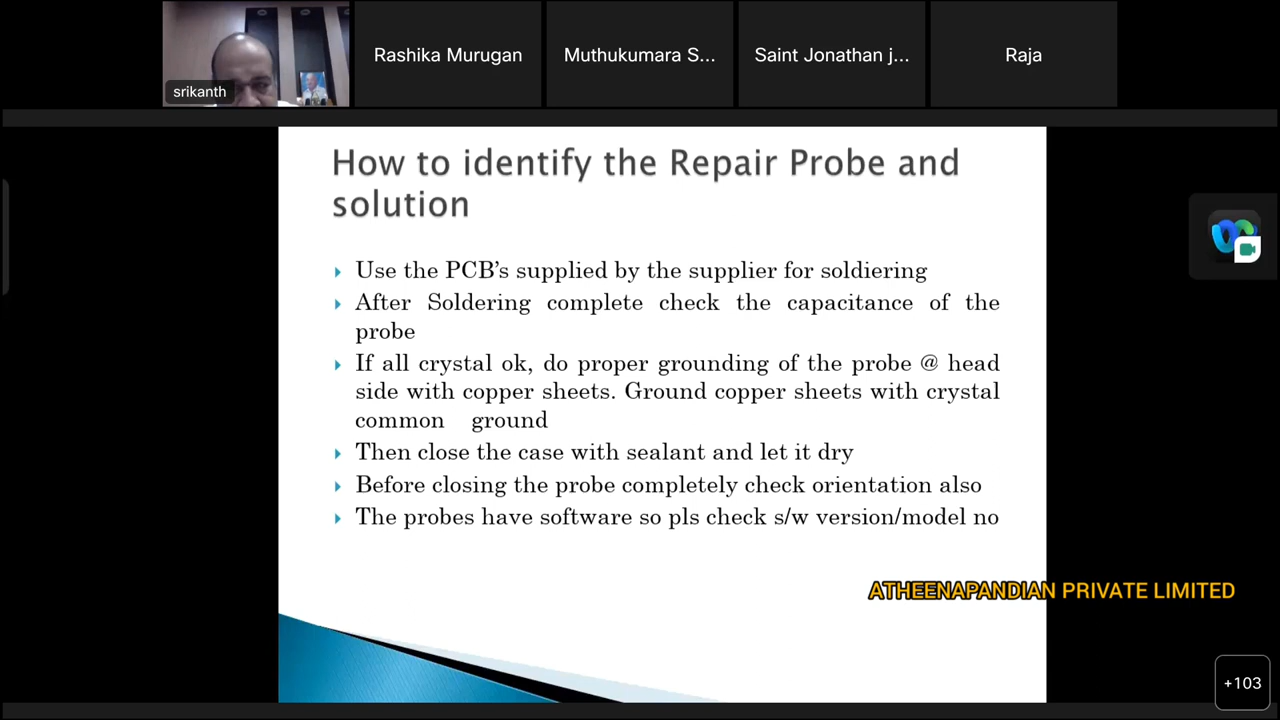 Rashika Murugan
Muthukumara S...
Saint Jonathan j...
Raja
srikanth
How to identify the Repair Probe and
solution
Use the PCB's supplied by the supplier for soldiering
After Soldering complete check the capacitance of the
probe
If all crystal ok, do proper grounding of the probe @ head
side with copper sheets. Ground copper sheets with crystal
common ground
Then close the case with sealant and let it dry
Before closing the probe completely check orientation also
The probes have software so pls check s/w version/model no
ATHEENAPANDIAN PRIVATE LIMITED
+103